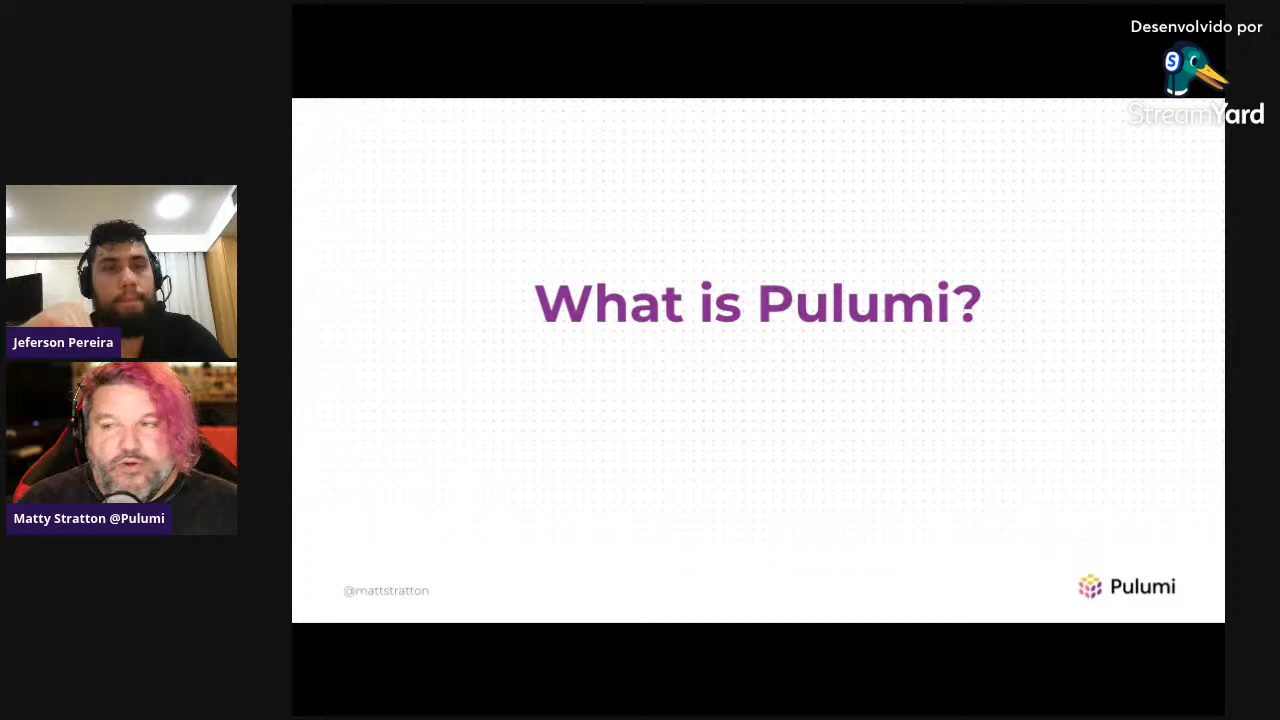 Desenvolvido por
StreamYard
What is Pulumi?
Jeferson Pereira
Matty Stratton @Pulumi
@mattstratton
Pulumi